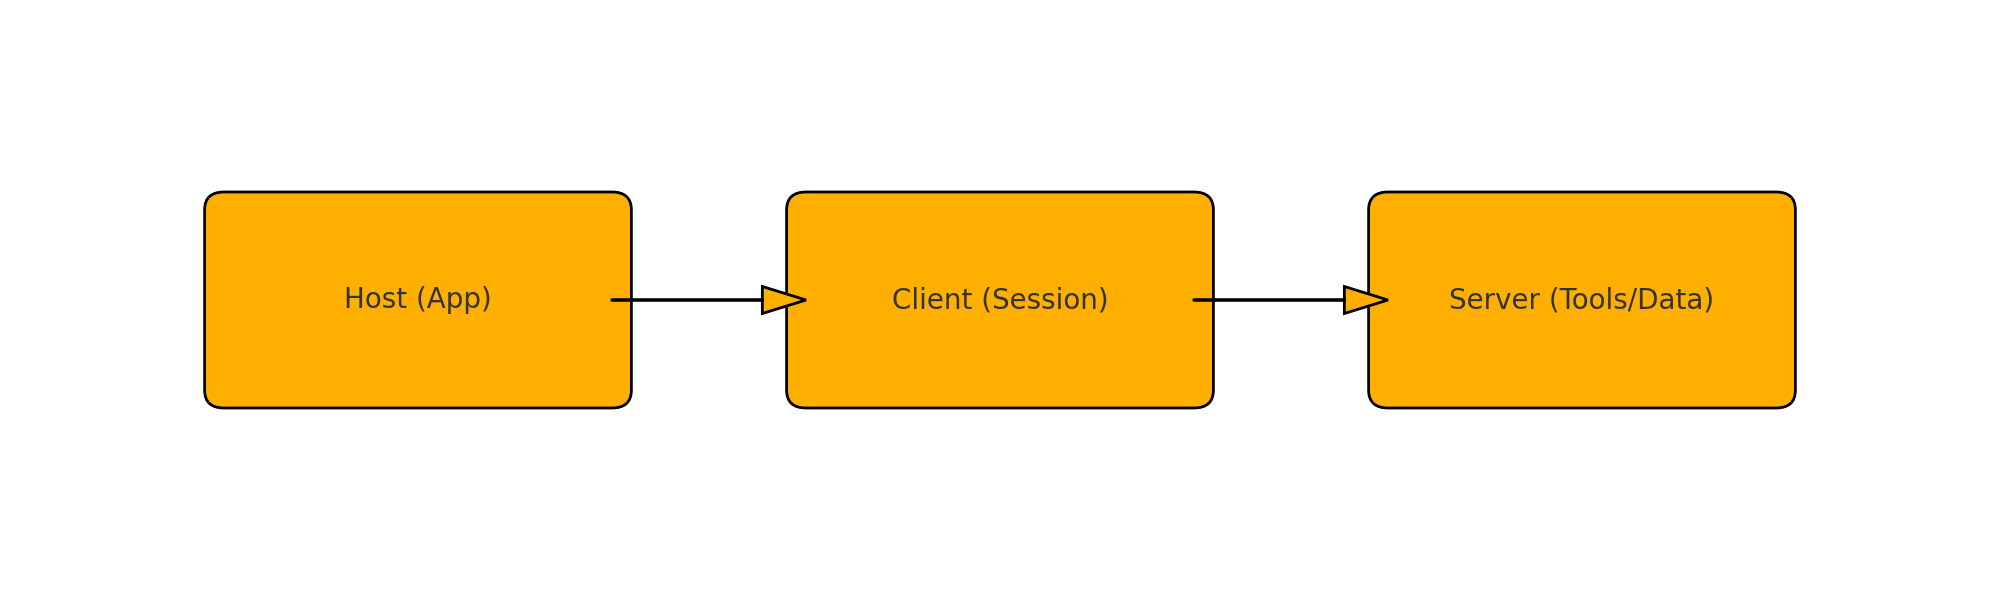 Host (App)
Client (Session)
Server (Tools/Data)